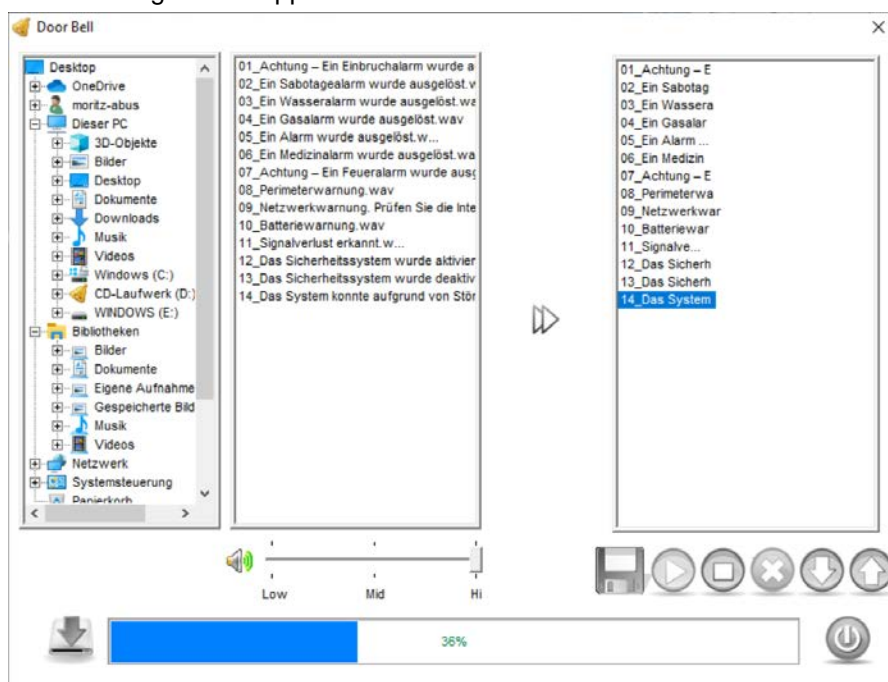 Door Bell
Desktop
OneDrive
moritz-abus
Dieser PC
3D-Objekte
Bilder
Desktop
Dokumente
Downloads
Musik
Videos
Windows (C:)
CD-Laufwerk (D:)
WINDOWS (E:)
Bibliotheken
Bilder
Dokumente
Eigene Aufnahme
Gespeicherte Bild
Musik
Videos
Netzwerk
Systemsteuerung
Papierkorb
01_Achtung – Ein Einbruchalarm wurde a
02_Ein Sabotagealarm wurde ausgelöst.w
03_Ein Wasseralarm wurde ausgelöst.wa
04_Ein Gasalarm wurde ausgelöst.wav
05_Ein Alarm wurde ausgelöst.w...
06_Ein Medizinalarm wurde ausgelöst.wa
07_Achtung – Ein Feueralarm wurde ausg
08_Perimeterwarnung.wav
09_Netzwerkwarnung. Prüfen Sie die Inte
10_Batteriewarnung.wav
11_Signalverlust erkannt.w...
12_Das Sicherheitssystem wurde aktivier
13_Das Sicherheitssystem wurde deaktiv
14_Das System konnte aufgrund von Stör
01_Achtung – E
02_Ein Sabotag
03_Ein Wassera
04_Ein Gasalar
05_Ein Alarm ...
06_Ein Medizin
07_Achtung – E
08_Perimeterwa
09_Netzwerkwar
10_Batteriewar
11_Signalve...
12_Das Sicherh
13_Das Sicherh
14_Das System
Low Mid Hi
36%